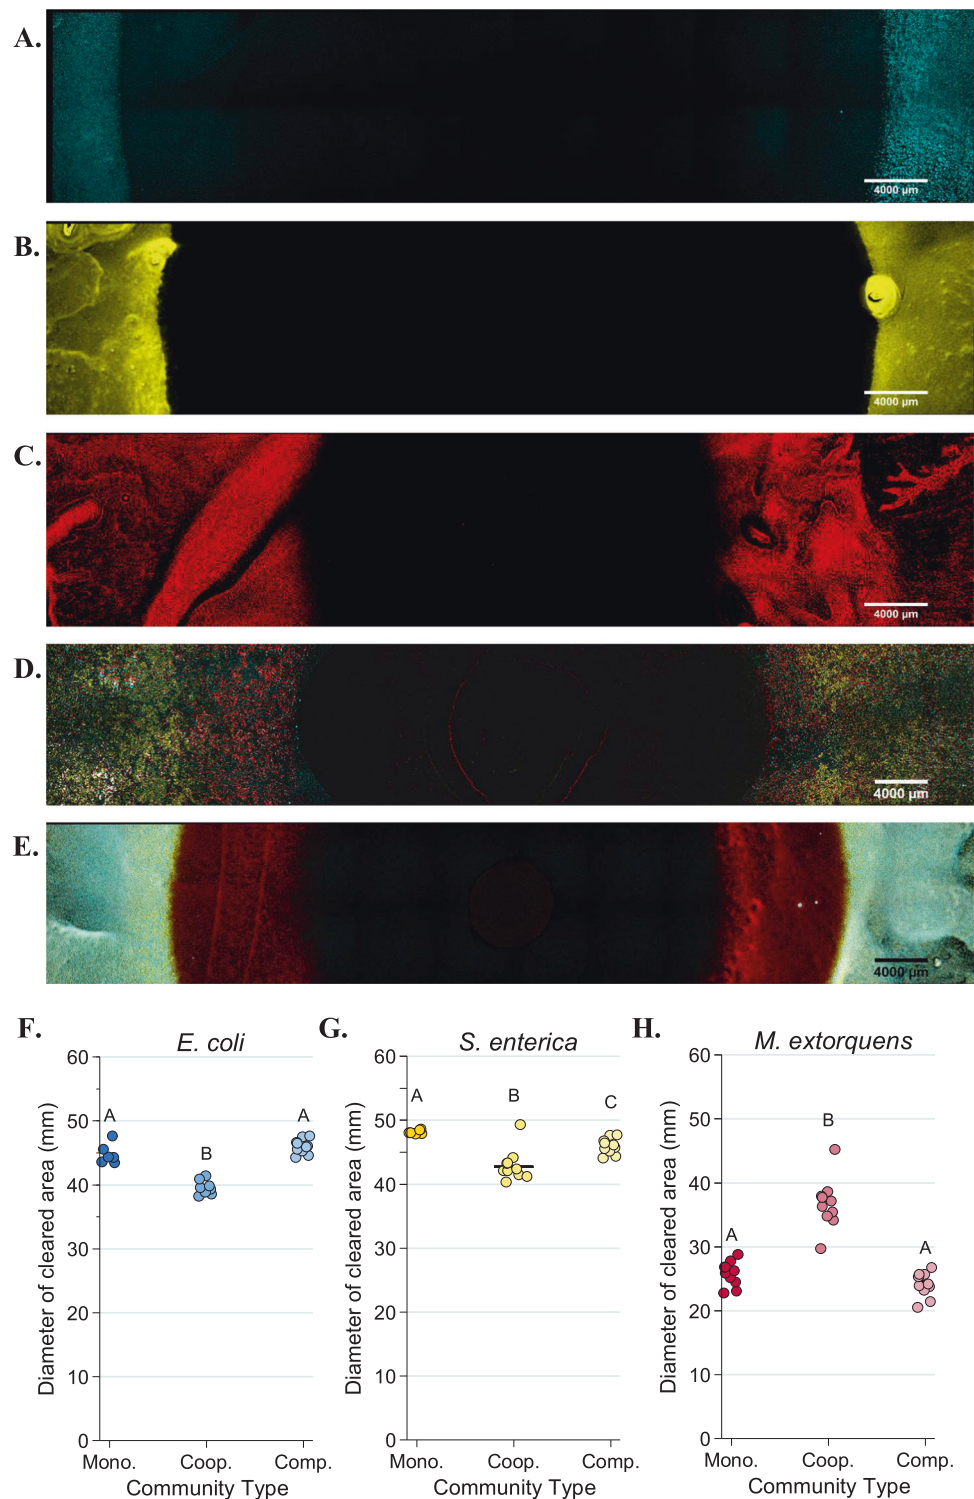 A.
4000 µm
B.
4000 µm
C.
4000 µm
D.
4000 µm
E.
4000 µm
F.
E. coli
Diameter of cleared area (mm)
60
50
40
30
20
10
0
A
B
A
Mono.
Coop.
Comp.
Community Type
G.
S. enterica
Diameter of cleared area (mm)
60
50
40
30
20
10
0
A
B
C
Mono.
Coop.
Comp.
Community Type
H.
M. extorquens
Diameter of cleared area (mm)
60
50
40
30
20
10
0
A
B
A
Mono.
Coop.
Comp.
Community Type